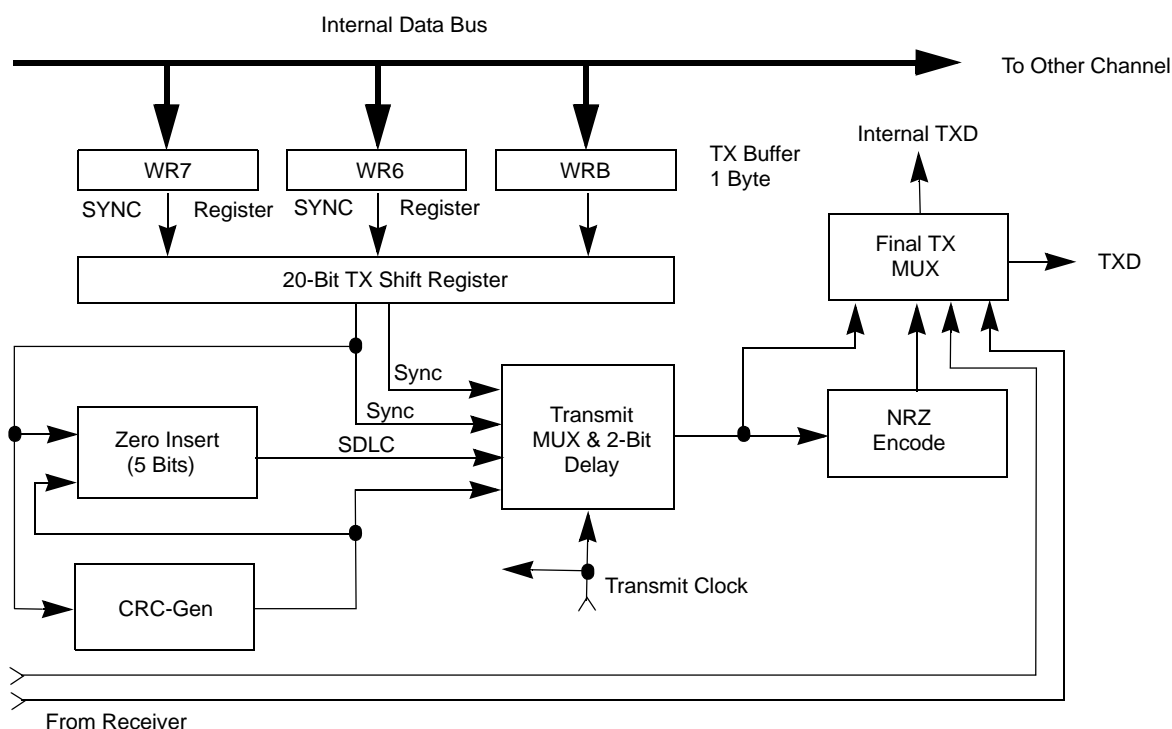 Internal Data Bus
To Other Channel
Internal TXD
WR7
WR6
WRB
TX Buffer
1 Byte
SYNC Register
SYNC Register
Final TX
MUX
TXD
20-Bit TX Shift Register
Sync
Sync
Zero Insert
(5 Bits)
SDLC
Transmit
MUX & 2-Bit
Delay
NRZ
Encode
Transmit Clock
CRC-Gen
From Receiver